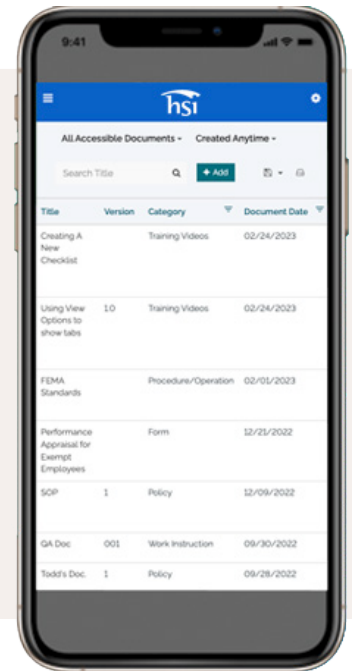 9:41
hsi
All Accessible Documents Created Anytime
Search Title + Add
Title Version Category Document Date
Creating A Training Videos 02/24/2023
New
Checklist
Using View 1.0 Training Videos 02/24/2023
Options to
show tabs
FEMA Procedure/Operation 02/01/2023
Standards
Performance Form 12/21/2022
Appraisal for
Exempt
Employees
SOP 1 Policy 12/09/2022
QA Doc 001 Work Instruction 09/30/2022
Todd's Doc. 1 Policy 09/28/2022